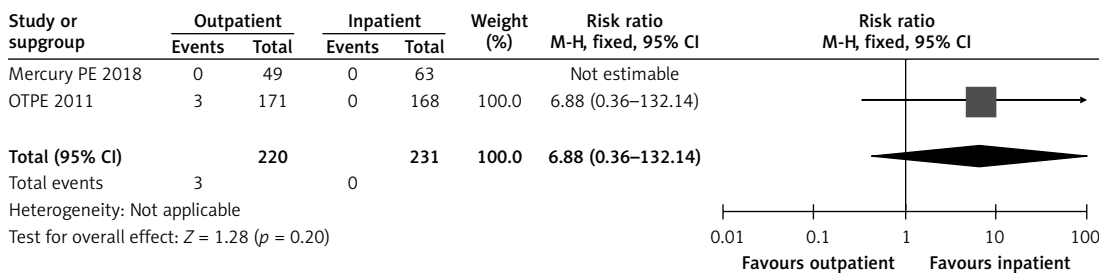 Study or Outpatient Inpatient Weight Risk ratio Risk ratio
supgroup Events Total Events Total (%) M-H, fixed, 95% CI M-H, fixed, 95% CI
Mercury PE 2018 0 49 0 63 Not estimable
OTPE 2011 3 171 0 168 100.0 6.88 (0.36–132.14)
Total (95% CI) 220 231 100.0 6.88 (0.36–132.14)
Total events 3 0
Heterogeneity: Not applicable
Test for overall effect: Z = 1.28 (p = 0.20)
0.01 0.1 1 10 100
Favours outpatient Favours inpatient